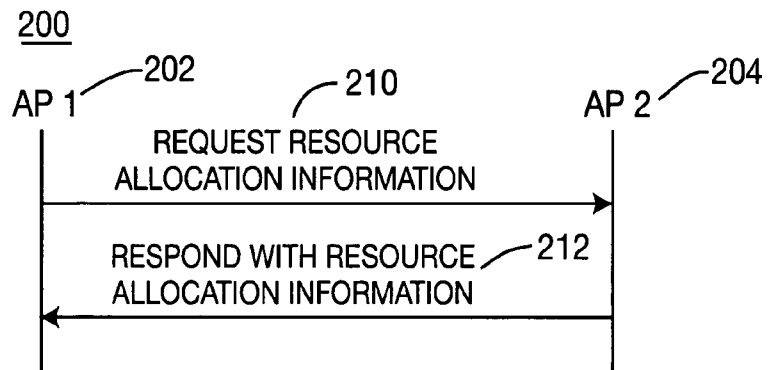 200
202
AP 1
210
204
AP 2
REQUEST RESOURCE
ALLOCATION INFORMATION
RESPOND WITH RESOURCE
212
ALLOCATION INFORMATION